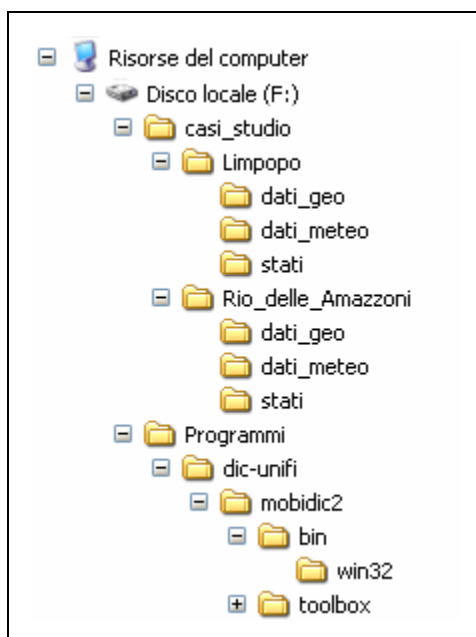 Risorse del computer
Disco locale (F:)
casi_studio
Limpopo
dati_geo
dati_meteo
stati
Rio_delle_Amazzoni
dati_geo
dati_meteo
stati
Programmi
dic-unifi
mobidic2
bin
win32
toolbox